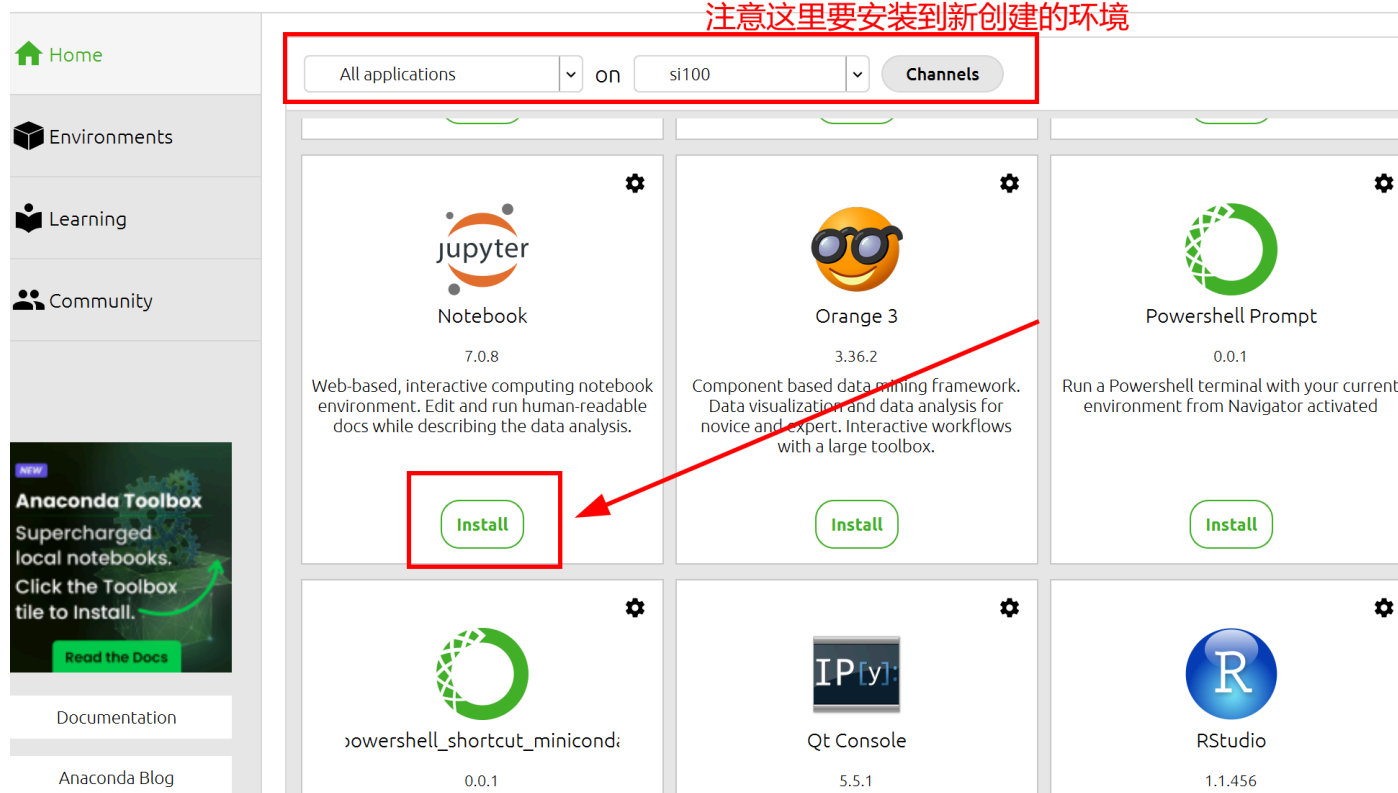 注意这里要安装到新创建的环境
Home
All applications
on
si100
Channels
Environments
Learning
Community
jupyter
Notebook
7.0.8
Web-based, interactive computing notebook
environment. Edit and run human-readable
docs while describing the data analysis.
Install
Orange 3
3.36.2
Component based data mining framework.
Data visualization and data analysis for
novice and expert. Interactive workflows
with a large toolbox.
Install
Powershell Prompt
0.0.1
Run a Powershell terminal with your current
environment from Navigator activated
Install
NEW
Anaconda Toolbox
Supercharged
local notebooks.
Click the Toolbox
tile to Install.
Read the Docs
Documentation
Anaconda Blog
powershell_shortcut_miniconda
0.0.1
IP[y]:
Qt Console
5.5.1
R
RStudio
1.1.456